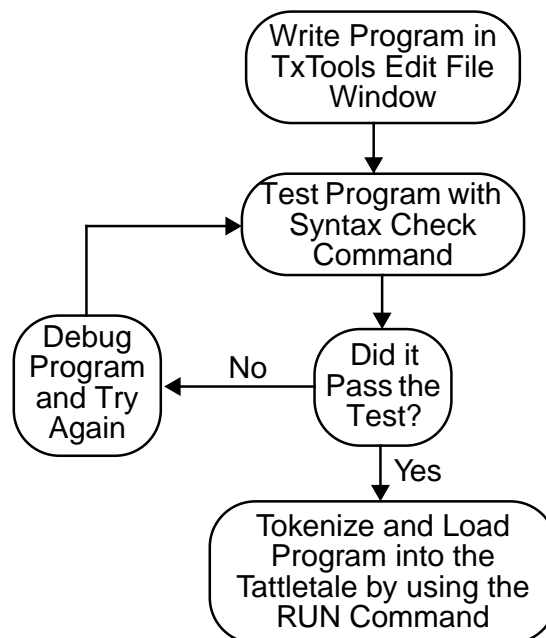 Write Program in
TxTools Edit File
Window
Test Program with
Syntax Check
Command
Debug
Program
and Try
Again
No
Did it
Pass the
Test?
Yes
Tokenize and Load
Program into the
Tattletale by using the
RUN Command